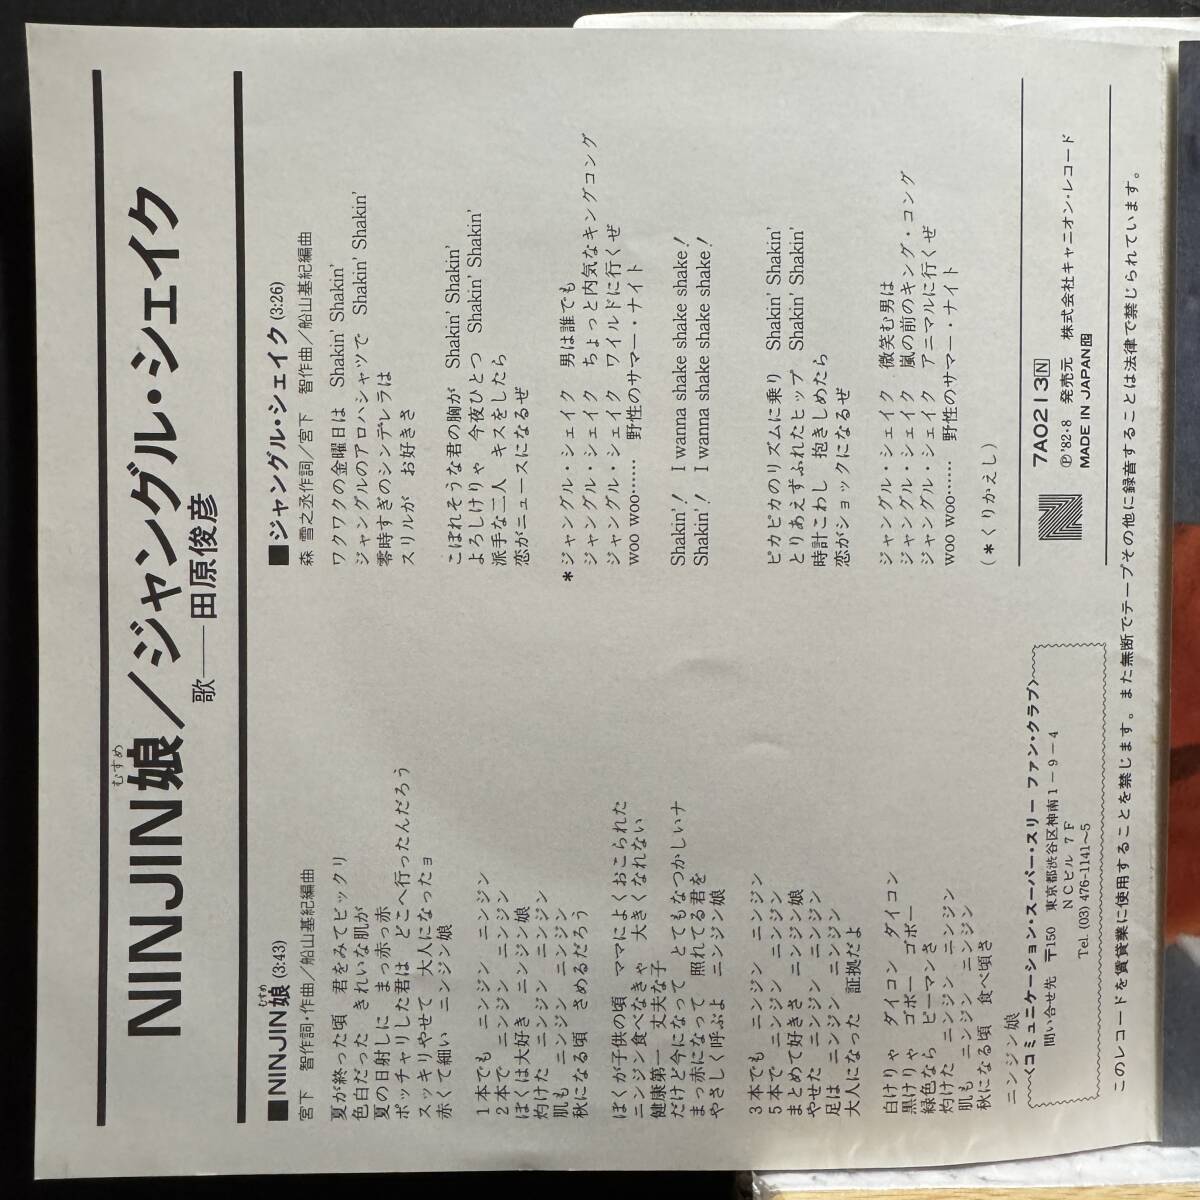 NINJIN娘／ジャングル・シェイク
むすめ
歌——田原俊彦
■NINJIN娘(3:43)
むすめ
宮下　智作詞・作曲／船山基紀編曲
夏が終った頃　君をみてビックリ
色白だった　きれいな肌が
夏の日射しに　まっ赤っ赤
ポッチャリした君は　どこへ行ったんだろう
スッキリやせて　大人になったョ
赤くて細い　ニンジン娘
1本でも　ニンジン　ニンジン
2本で　ニンジン　ニンジン
ぼくは大好き　ニンジン娘
灼けた　ニンジン　ニンジン
肌も　ニンジン　ニンジン
秋になる頃　さめるだろう
ぼくが子供の頃　ママによくおこられた
ニンジン食べなきゃ　大きくなれない
健康第一　丈夫な子
だけど今になって　とてもなつかしいナ
まっ赤になって　照れてる君を
やさしく呼ぶよ　ニンジン娘
3本でも　ニンジン　ニンジン
5本で　ニンジン　ニンジン
まとめて好きさ　ニンジン娘
やせた　ニンジン　ニンジン
足は　ニンジン　ニンジン
大人になった　証拠だよ
白けりゃ　ダイコン　ダイコン
黒けりゃ　ゴボー　ゴボー
緑色なら　ピーマンさ
灼けた　ニンジン　ニンジン
肌も　ニンジン　ニンジン
秋になる頃　食べ頃さ
ニンジン娘
■ジャングル・シェイク(3:26)
森　雪之丞作詞／宮下　智作曲／船山基紀編曲
ワクワクの金曜日は　Shakin' Shakin'
ジャングルのアロハシャツで　Shakin' Shakin'
零時すぎのシンデレラは
スリルが　お好きさ
こぼれそうな君の胸が　Shakin' Shakin'
よろしけりゃ　今夜ひとつ　Shakin' Shakin'
派手な二人　キスをしたら
恋がニュースになるぜ
＊ジャングル・シェイク　男は誰でも
ジャングル・シェイク　ちょっと内気なキングコング
ジャングル・シェイク　ワイルドに行くぜ
woo woo……　野性のサマー・ナイト
Shakin'！ I wanna shake shake shake！
Shakin'！ I wanna shake shake shake！
ピカピカのリズムに乗り　Shakin' Shakin'
とりあえずふれたヒップ　Shakin' Shakin'
時計こわし　抱きしめたら
恋がショックになるぜ
ジャングル・シェイク　微笑む男は
ジャングル・シェイク　嵐の前のキング・コング
ジャングル・シェイク　アニマルに行くぜ
woo woo……　野性のサマー・ナイト
(＊くりかえし)
〈コミュニケーション・スーパー・スリー　ファン・クラブ〉
問い合せ先　〒150　東京都渋谷区神南1-9-4
NCビル　7F
Tel. (03) 476-1141〜5
N
7A0213 N
Ⓟ'82・8　発売元　株式会社キャニオン・レコード
MADE IN JAPAN
このレコードを賃貸業に使用することを禁じます。また無断でテープその他に録音することは法律で禁じられています。